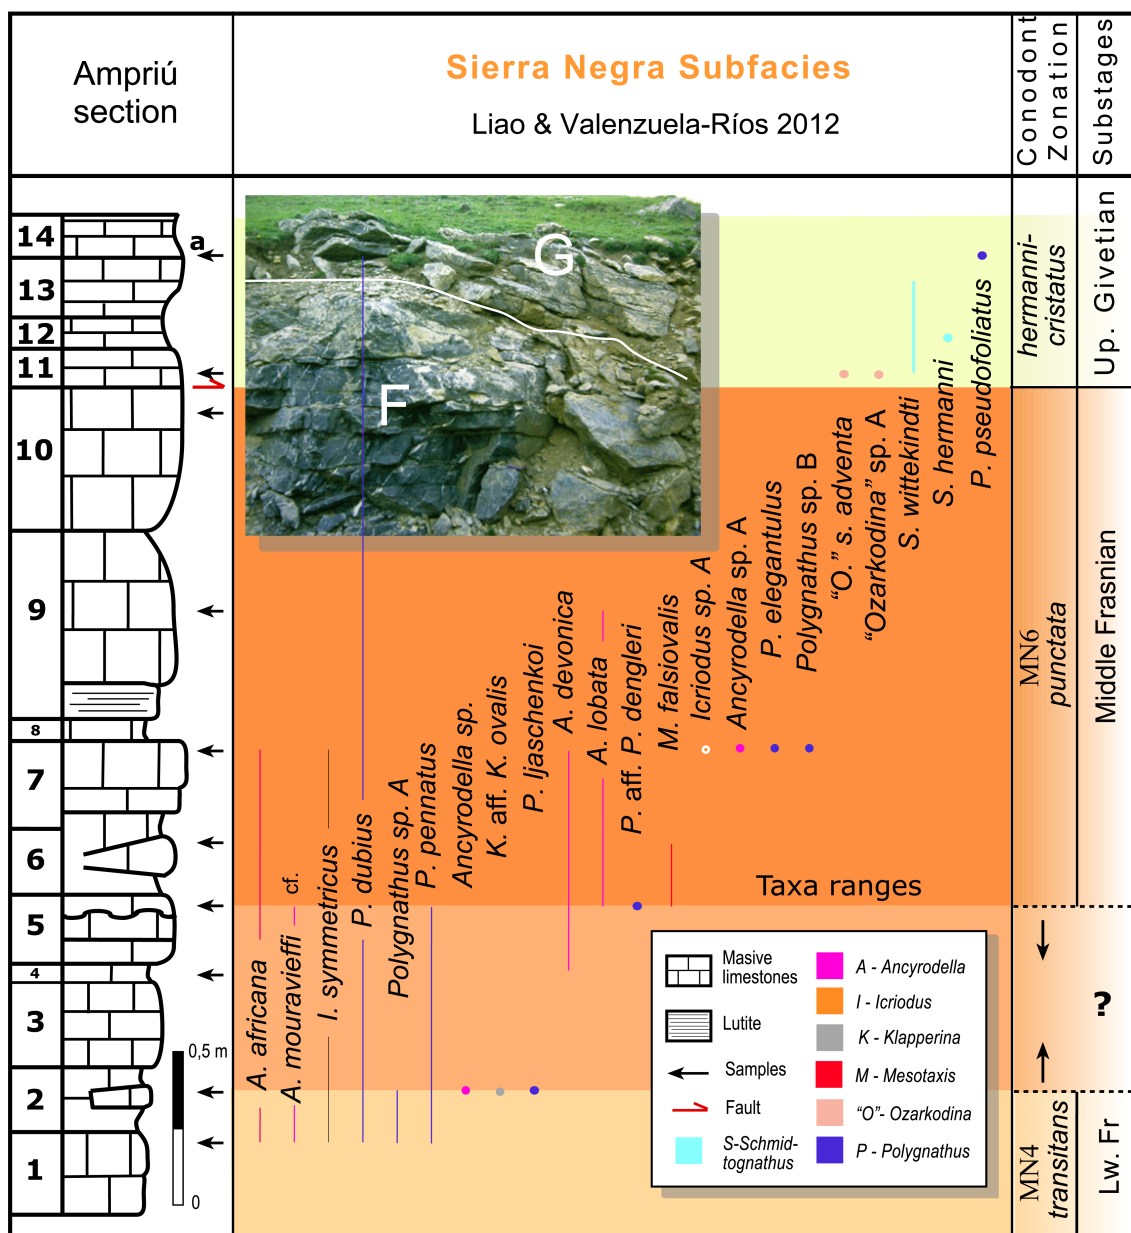 Ampriú
section
Sierra Negra Subfacies
Liao & Valenzuela-Ríos 2012
Conodont
Zonation
Substages
14
13
12
11
10
9
8
7
6
5
4
3
2
1
a
0,5 m
0
G
F
A. africana
A. mouravieffi
cf.
I. symmetricus
P. dubius
Polygnathus sp. A
P. pennatus
Ancyrodella sp.
K. aff. K. ovalis
P. ljaschenkoi
A. devonica
A. lobata
P. aff. P. dengleri
M. falsiovalis
Icriodus sp. A
Ancyrodella sp. A
P. elegantulus
Polygnathus sp. B
“O.” s. adventa
“Ozarkodina” sp. A
S. wittekindti
S. hermanni
P. pseudofoliatus
Taxa ranges
Masive
limestones
Lutite
Samples
Fault
S-Schmid-
tognathus
A - Ancyrodella
I - Icriodus
K - Klapperina
M - Mesotaxis
“O”- Ozarkodina
P - Polygnathus
hermanni-
cristatus
MN6
punctata
MN4
transitans
Up. Givetian
Middle Frasnian
?
Lw. Fr